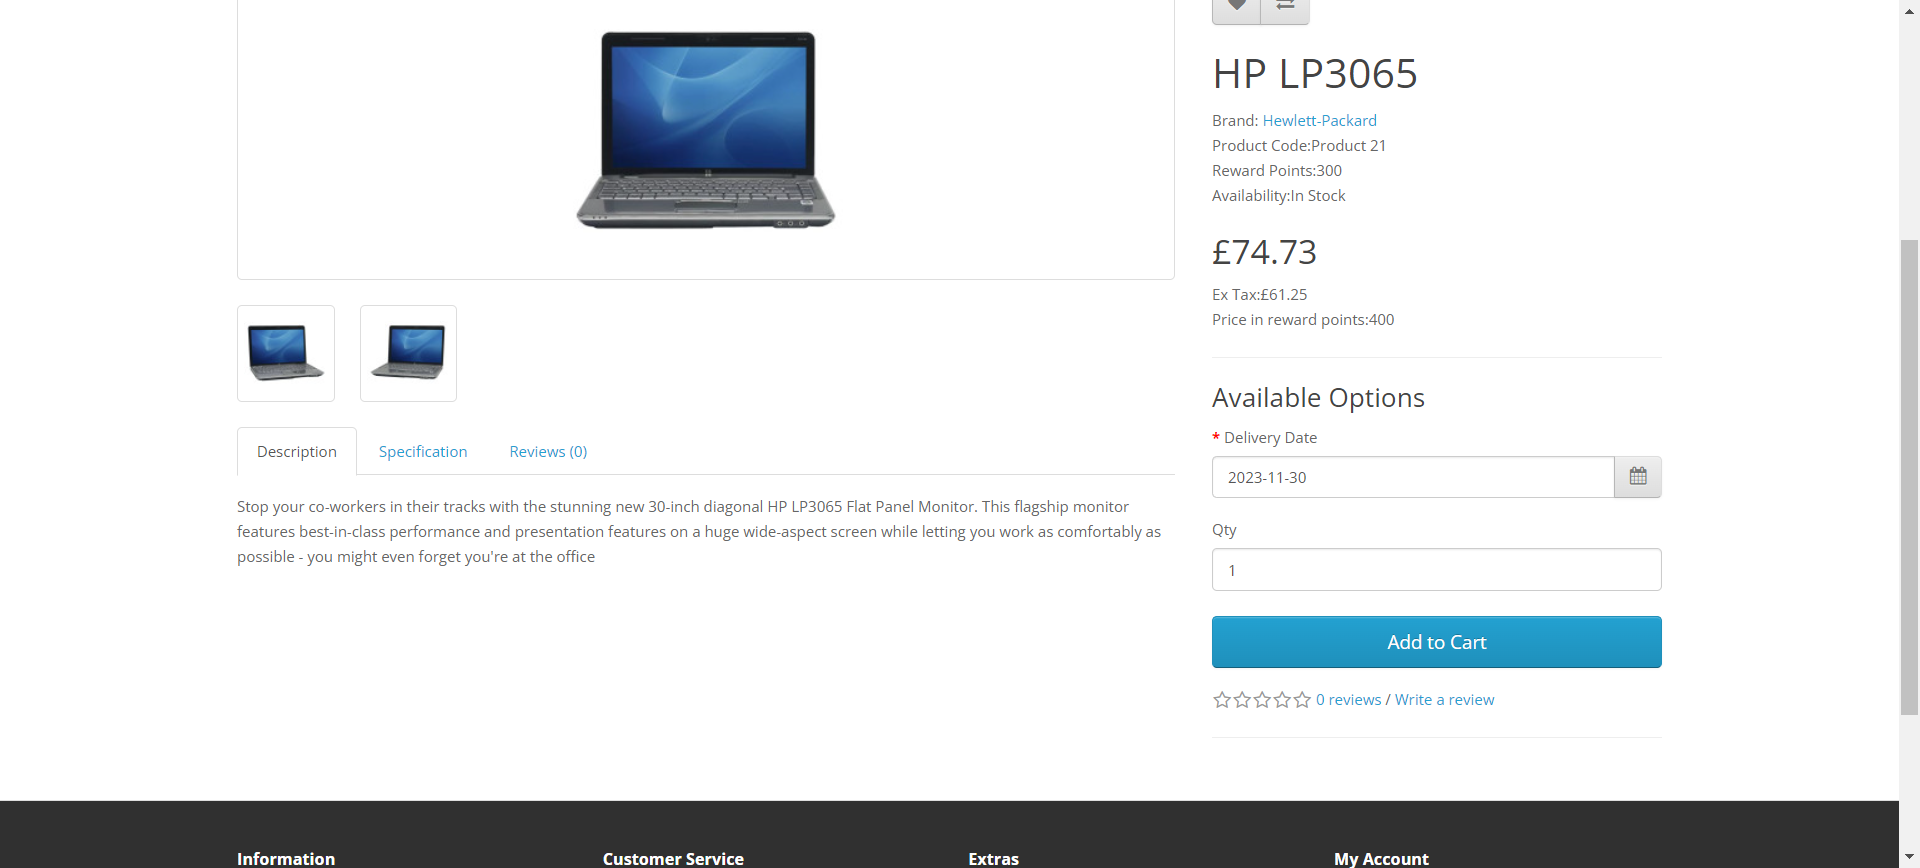 HP LP3065
Brand: Hewlett-Packard
Product Code:Product 21
Reward Points:300
Availability:In Stock
£74.73
Ex Tax:£61.25
Price in reward points:400
Available Options
* Delivery Date
2023-11-30
Qty
1
Add to Cart
0 reviews / Write a review
Description Specification Reviews (0)
Stop your co-workers in their tracks with the stunning new 30-inch diagonal HP LP3065 Flat Panel Monitor. This flagship monitor
features best-in-class performance and presentation features on a huge wide-aspect screen while letting you work as comfortably as
possible - you might even forget you're at the office
Information Customer Service Extras My Account